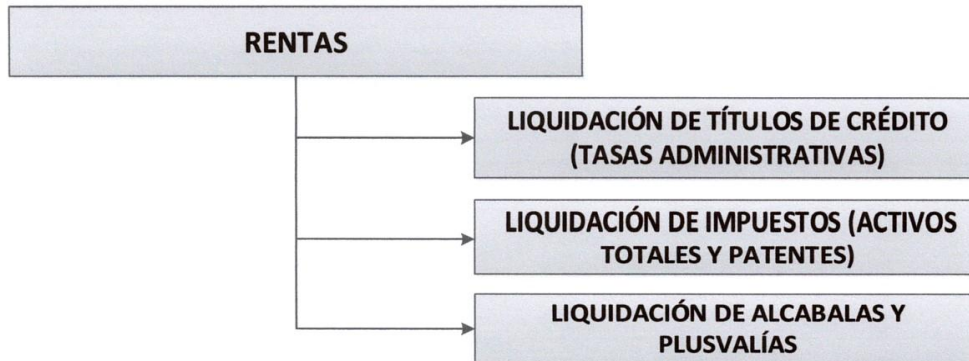 RENTAS
LIQUIDACIÓN DE TÍTULOS DE CRÉDITO
(TASAS ADMINISTRATIVAS)
LIQUIDACIÓN DE IMPUESTOS (ACTIVOS
TOTALES Y PATENTES)
LIQUIDACIÓN DE ALCABALAS Y
PLUSVALÍAS